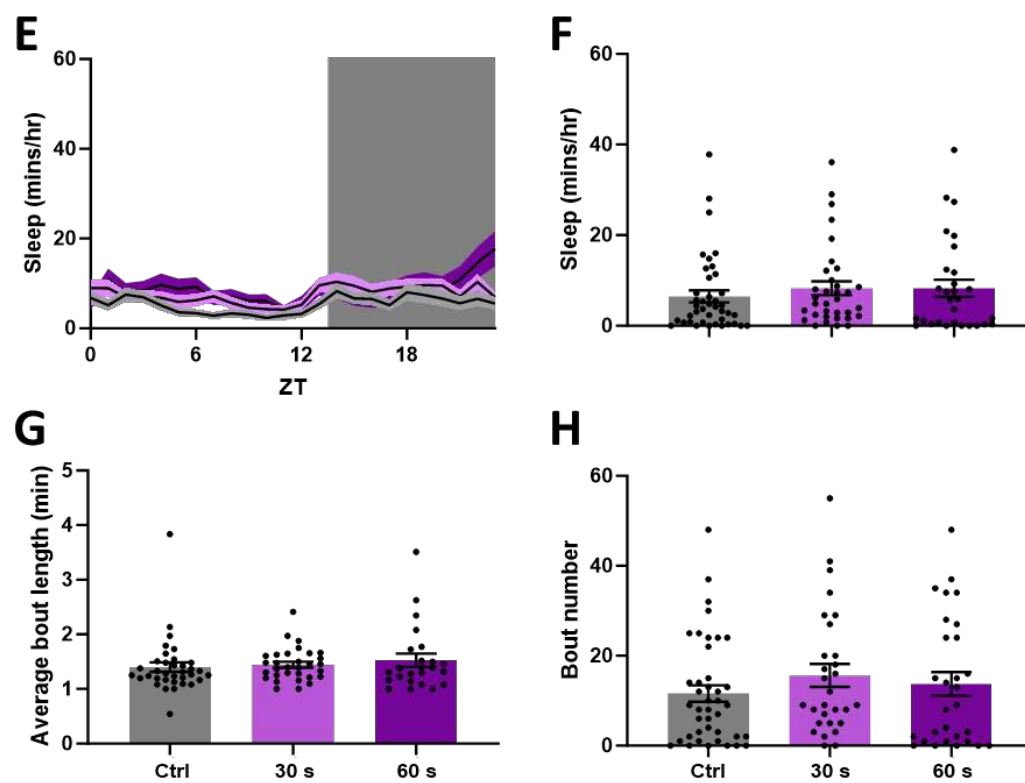 E
60
40
20
0
Sleep (mins/hr)
0 6 12 18
ZT
F
60
40
20
0
Sleep (mins/hr)
G
5
4
3
2
1
0
Average bout length (min)
Ctrl 30 s 60 s
H
60
40
20
0
Bout number
Ctrl 30 s 60 s